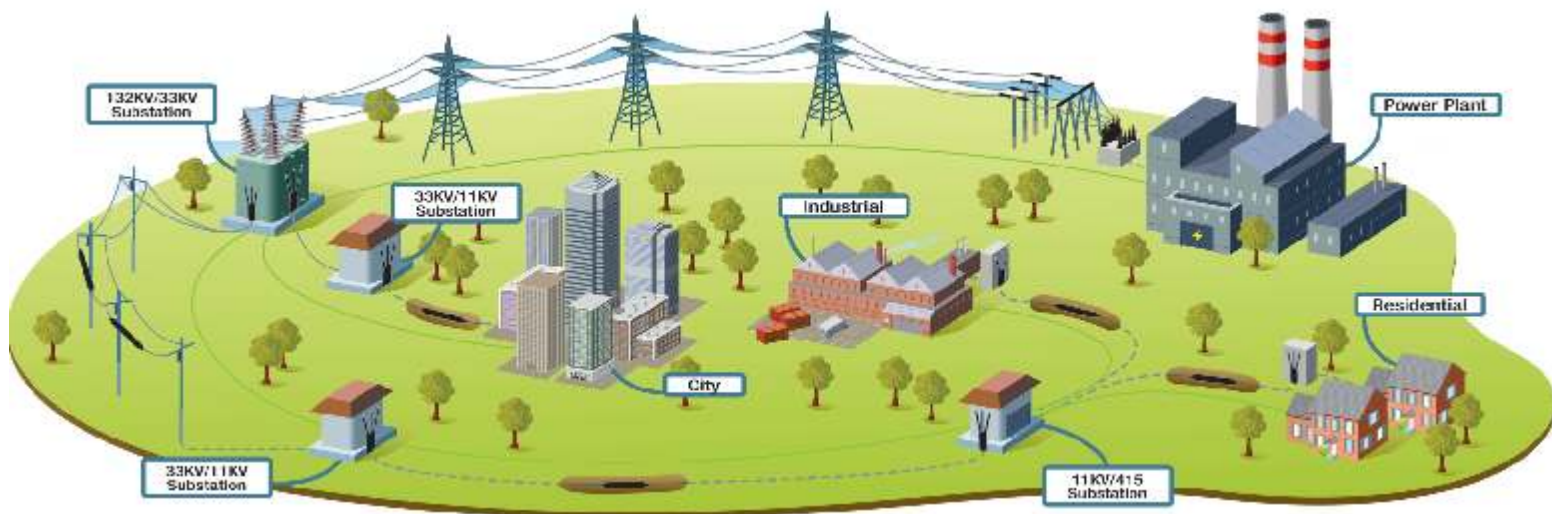 132KV/33KV
Substation
Power Plant
33KV/11KV
Substation
Industrial
Residential
City
33KV/11KV
Substation
11KV/415
Substation